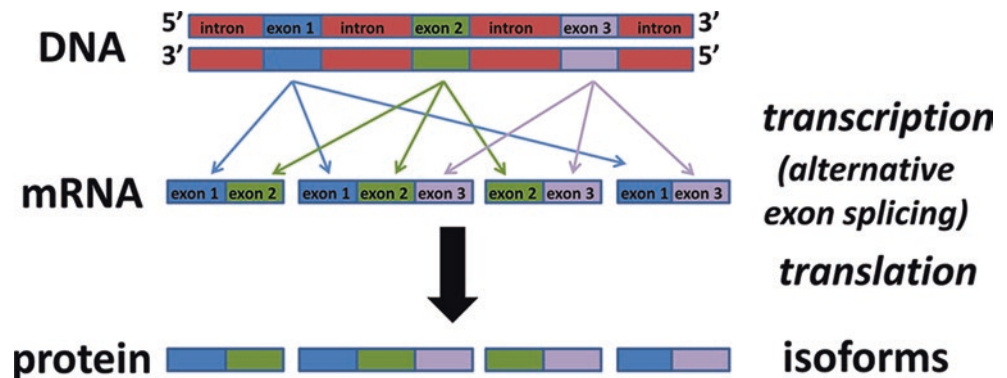 5’ intron exon 1 intron exon 2 intron exon 3 intron 3’
DNA 3’ 5’
transcription
(alternative
exon splicing)
mRNA exon 1 exon 2 exon 1 exon 2 exon 3 exon 2 exon 3 exon 1 exon 3
translation
protein isoforms